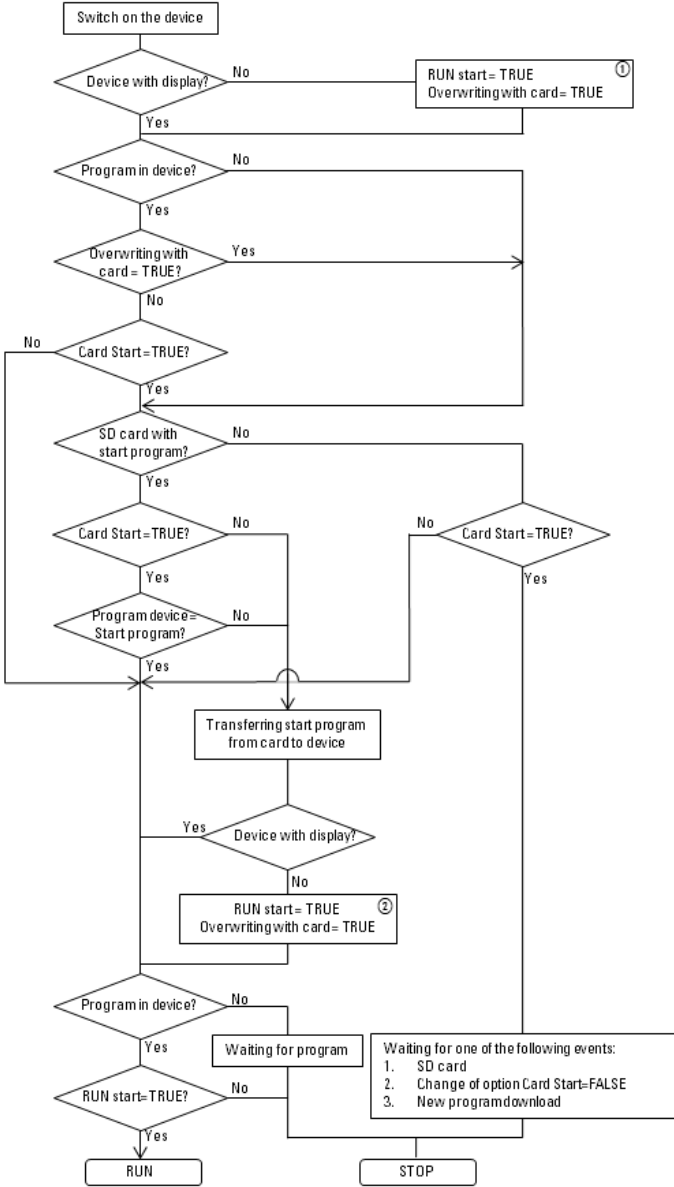 Switch on the device
Device with display?
No
①
RUN start= TRUE
Overwriting with card= TRUE
Yes
Program in device?
No
Yes
Overwriting with
card = TRUE?
Yes
No
No
Card Start=TRUE?
Yes
SD card with
start program?
No
Yes
Card Start=TRUE?
No
No
Card Start=TRUE?
Yes
Yes
Program device=
Start program?
No
Yes
Transferring start program
from card to device
Yes
Device with display?
No
②
RUN start= TRUE
Overwriting with card= TRUE
Program in device?
No
Yes
Waiting for program
Waiting for one of the following events:
1. SD card
2. Change of option Card Start=FALSE
3. New program download
RUN start=TRUE?
No
Yes
RUN
STOP